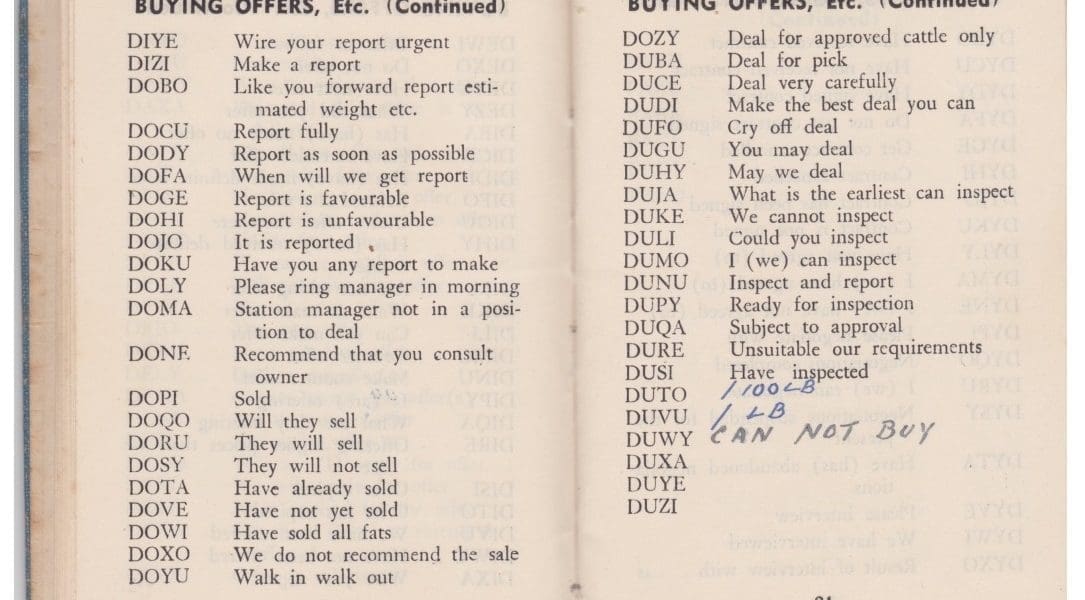 BUYING OFFERS, Etc. (Continued)
DIYE Wire your report urgent
DIZI Make a report
DOBO Like you forward report esti-
mated weight etc.
DOCU Report fully
DODY Report as soon as possible
DOFA When will we get report
DOGE Report is favourable
DOHI Report is unfavourable
DOJO It is reported
DOKU Have you any report to make
DOLY Please ring manager in morning
DOMA Station manager not in a posi-
tion to deal
DONE Recommend that you consult
owner
DOPI Sold
DOQO Will they sell
DORU They will sell
DOSY They will not sell
DOTA Have already sold
DOVE Have not yet sold
DOWI Have sold all fats
DOXO We do not recommend the sale
DOYU Walk in walk out
BUYING OFFERS, Etc. (Continued)
DOZY Deal for approved cattle only
DUBA Deal for pick
DUCE Deal very carefully
DUDI Make the best deal you can
DUFO Cry off deal
DUGU You may deal
DUHY May we deal
DUJA What is the earliest can inspect
DUKE We cannot inspect
DULI Could you inspect
DUMO I (we) can inspect
DUNU Inspect and report
DUPY Ready for inspection
DUQA Subject to approval
DURE Unsuitable our requirements
DUSI Have inspected
DUTO / 100 LB
DUVU / LB
DUWY CAN NOT BUY
DUXA
DUYE
DUZI